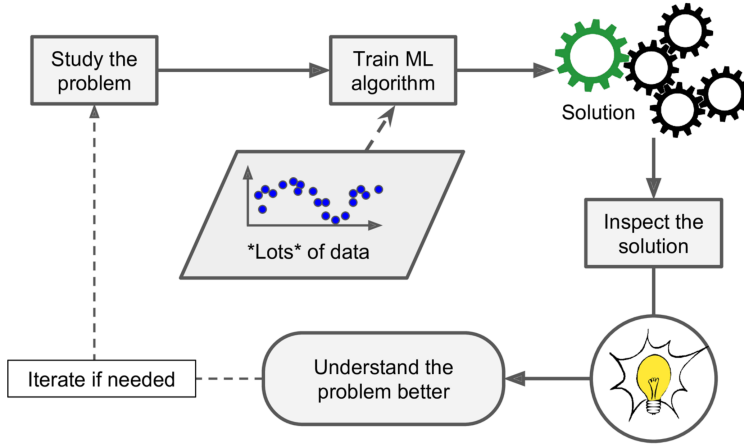 Study the
problem
Train ML
algorithm
Solution
*Lots* of data
Inspect the
solution
Understand the
problem better
Iterate if needed